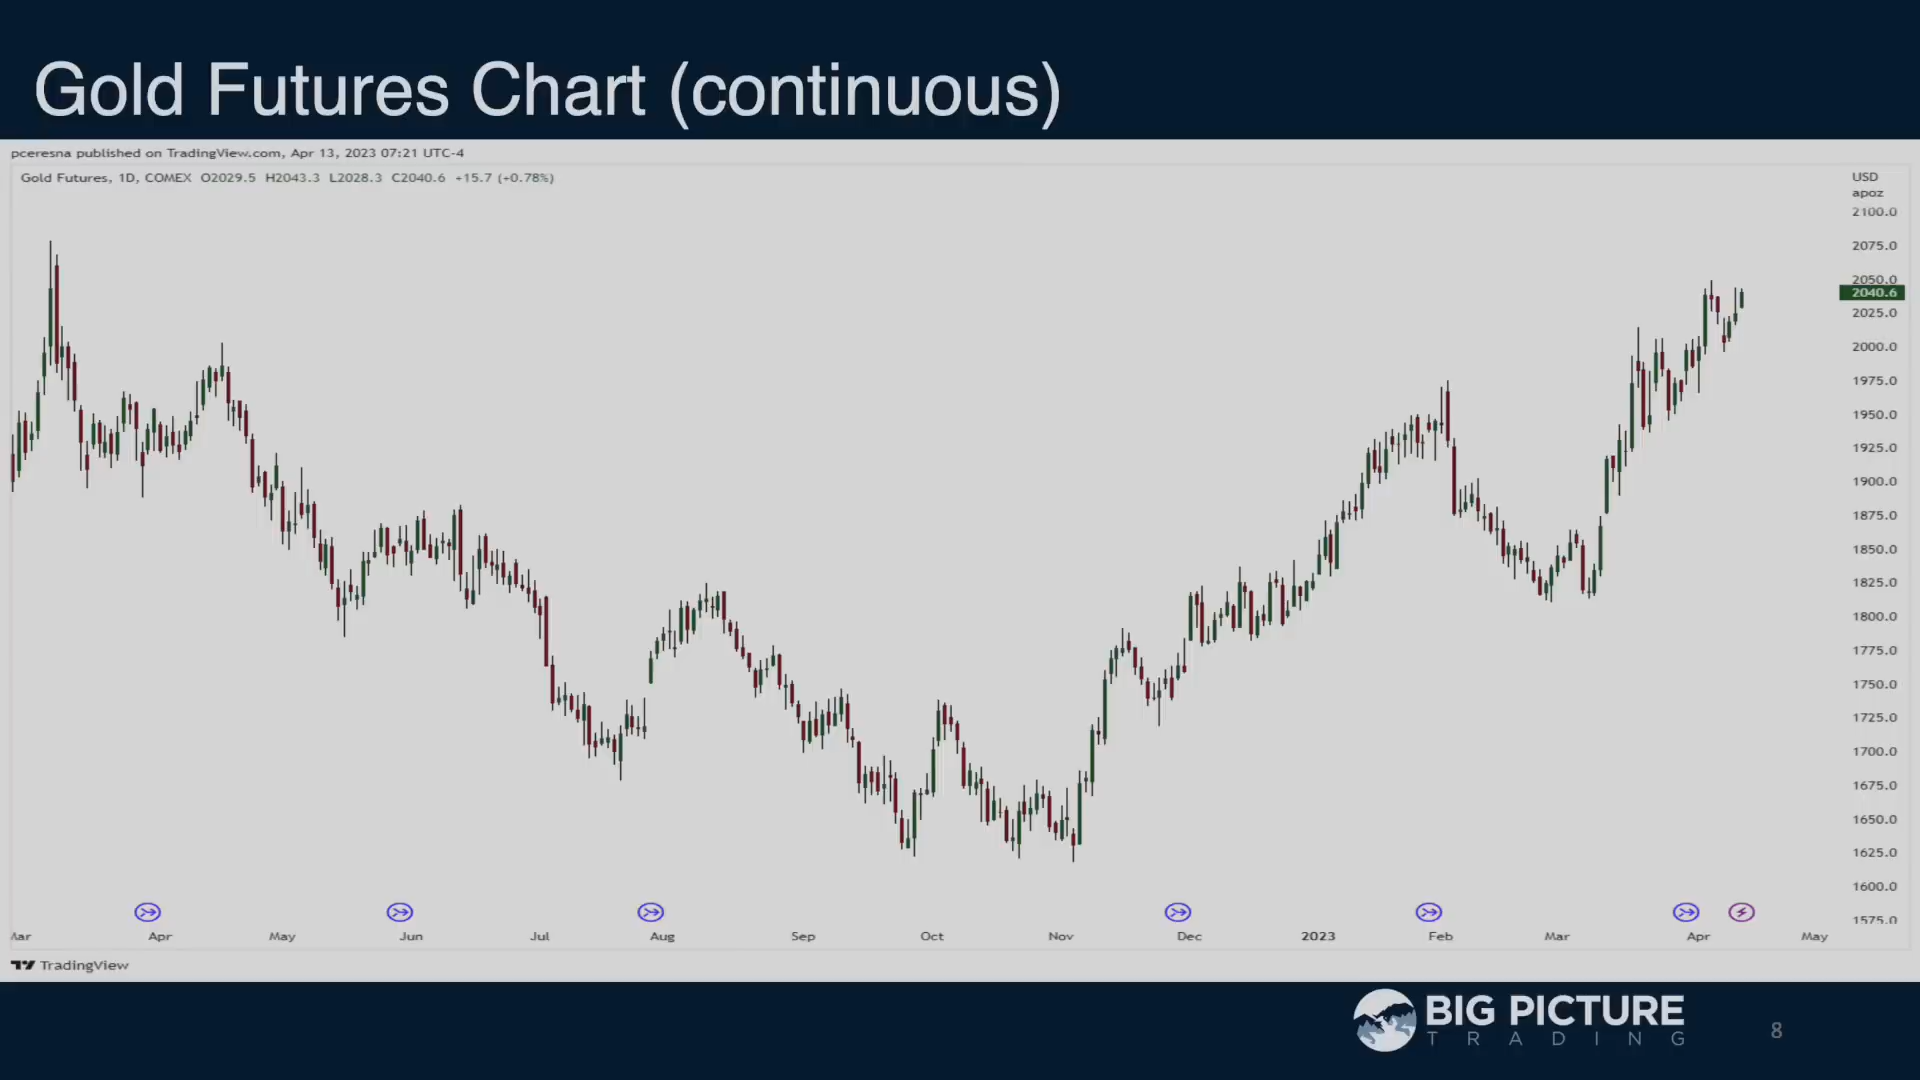 Gold Futures Chart (continuous)
pceresna published on TradingView.com, Apr 13, 2023 07:21 UTC-4
Gold Futures, 1D, COMEX O2029.5 H2043.3 L2028.3 C2040.6 +15.7 (+0.78%)
USD
apoz
2100.0
2075.0
2050.0
2040.6
2025.0
2000.0
1975.0
1950.0
1925.0
1900.0
1875.0
1850.0
1825.0
1800.0
1775.0
1750.0
1725.0
1700.0
1675.0
1650.0
1625.0
1600.0
1575.0
Mar Apr May Jun Jul Aug Sep Oct Nov Dec 2023 Feb Mar Apr May
TradingView
BIG PICTURE
TRADING
8